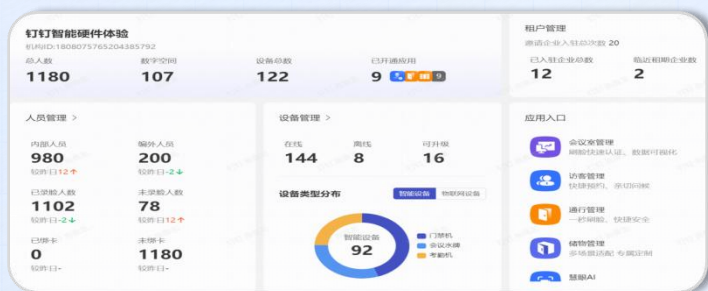 钉钉智能硬件体验
机构ID:1808075765204385792
总人数 数字空间 设备总数 已开通应用
1180 107 122 9 9
租户管理
邀请企业入驻总次数 20
已入驻企业总数 临近租期企业数
12 2
人员管理 >
内部人员 编外人员
980 200
较昨日12↑ 较昨日-2↓
已录脸人数 未录脸人数
1102 78
较昨日-2↓ 较昨日12↑
已绑卡 未绑卡
0 1180
较昨日- 较昨日-
设备管理 >
在线 离线 可升级
144 8 16
设备类型分布 智能设备 物联网设备
智能设备
92
门禁机
会议水牌
考勤机
应用入口
会议室管理
刷脸快速认证、数据可视化
访客管理
快捷预约，亲切问候
通行管理
一秒刷脸，快捷安全
储物管理
多场景适配 专属定制
慧眼AI